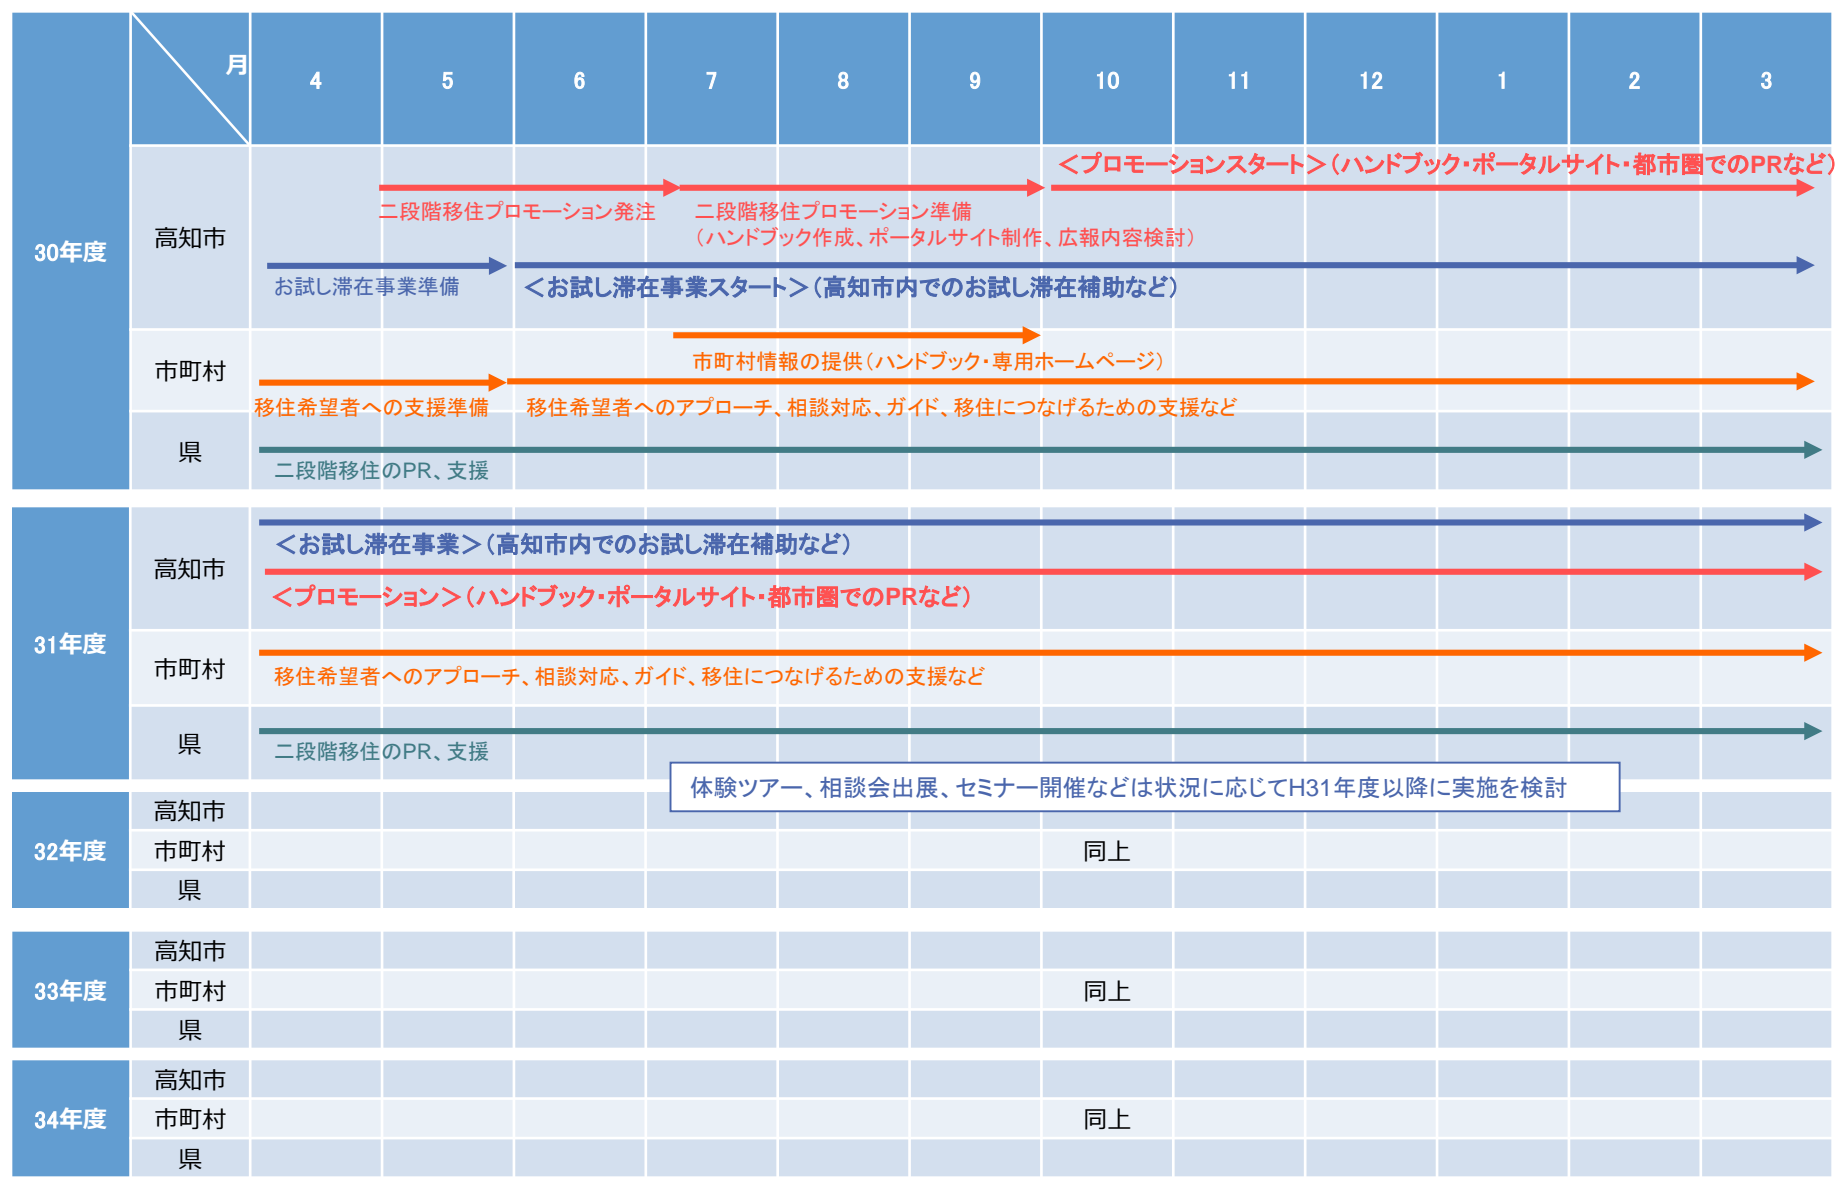 月
4 5 6 7 8 9 10 11 12 1 2 3
30年度
高知市
＜プロモーションスタート＞（ハンドブック・ポータルサイト・都市圏でのPRなど）
二段階移住プロモーション発注
二段階移住プロモーション準備
（ハンドブック作成、ポータルサイト制作、広報内容検討）
お試し滞在事業準備
＜お試し滞在事業スタート＞（高知市内でのお試し滞在補助など）
市町村
市町村情報の提供（ハンドブック・専用ホームページ）
移住希望者への支援準備
移住希望者へのアプローチ、相談対応、ガイド、移住につなげるための支援など
県
二段階移住のPR、支援
31年度
高知市
＜お試し滞在事業＞（高知市内でのお試し滞在補助など）
＜プロモーション＞（ハンドブック・ポータルサイト・都市圏でのPRなど）
市町村
移住希望者へのアプローチ、相談対応、ガイド、移住につなげるための支援など
県
二段階移住のPR、支援
体験ツアー、相談会出展、セミナー開催などは状況に応じてH31年度以降に実施を検討
32年度
高知市
市町村
同上
県
33年度
高知市
市町村
同上
県
34年度
高知市
市町村
同上
県